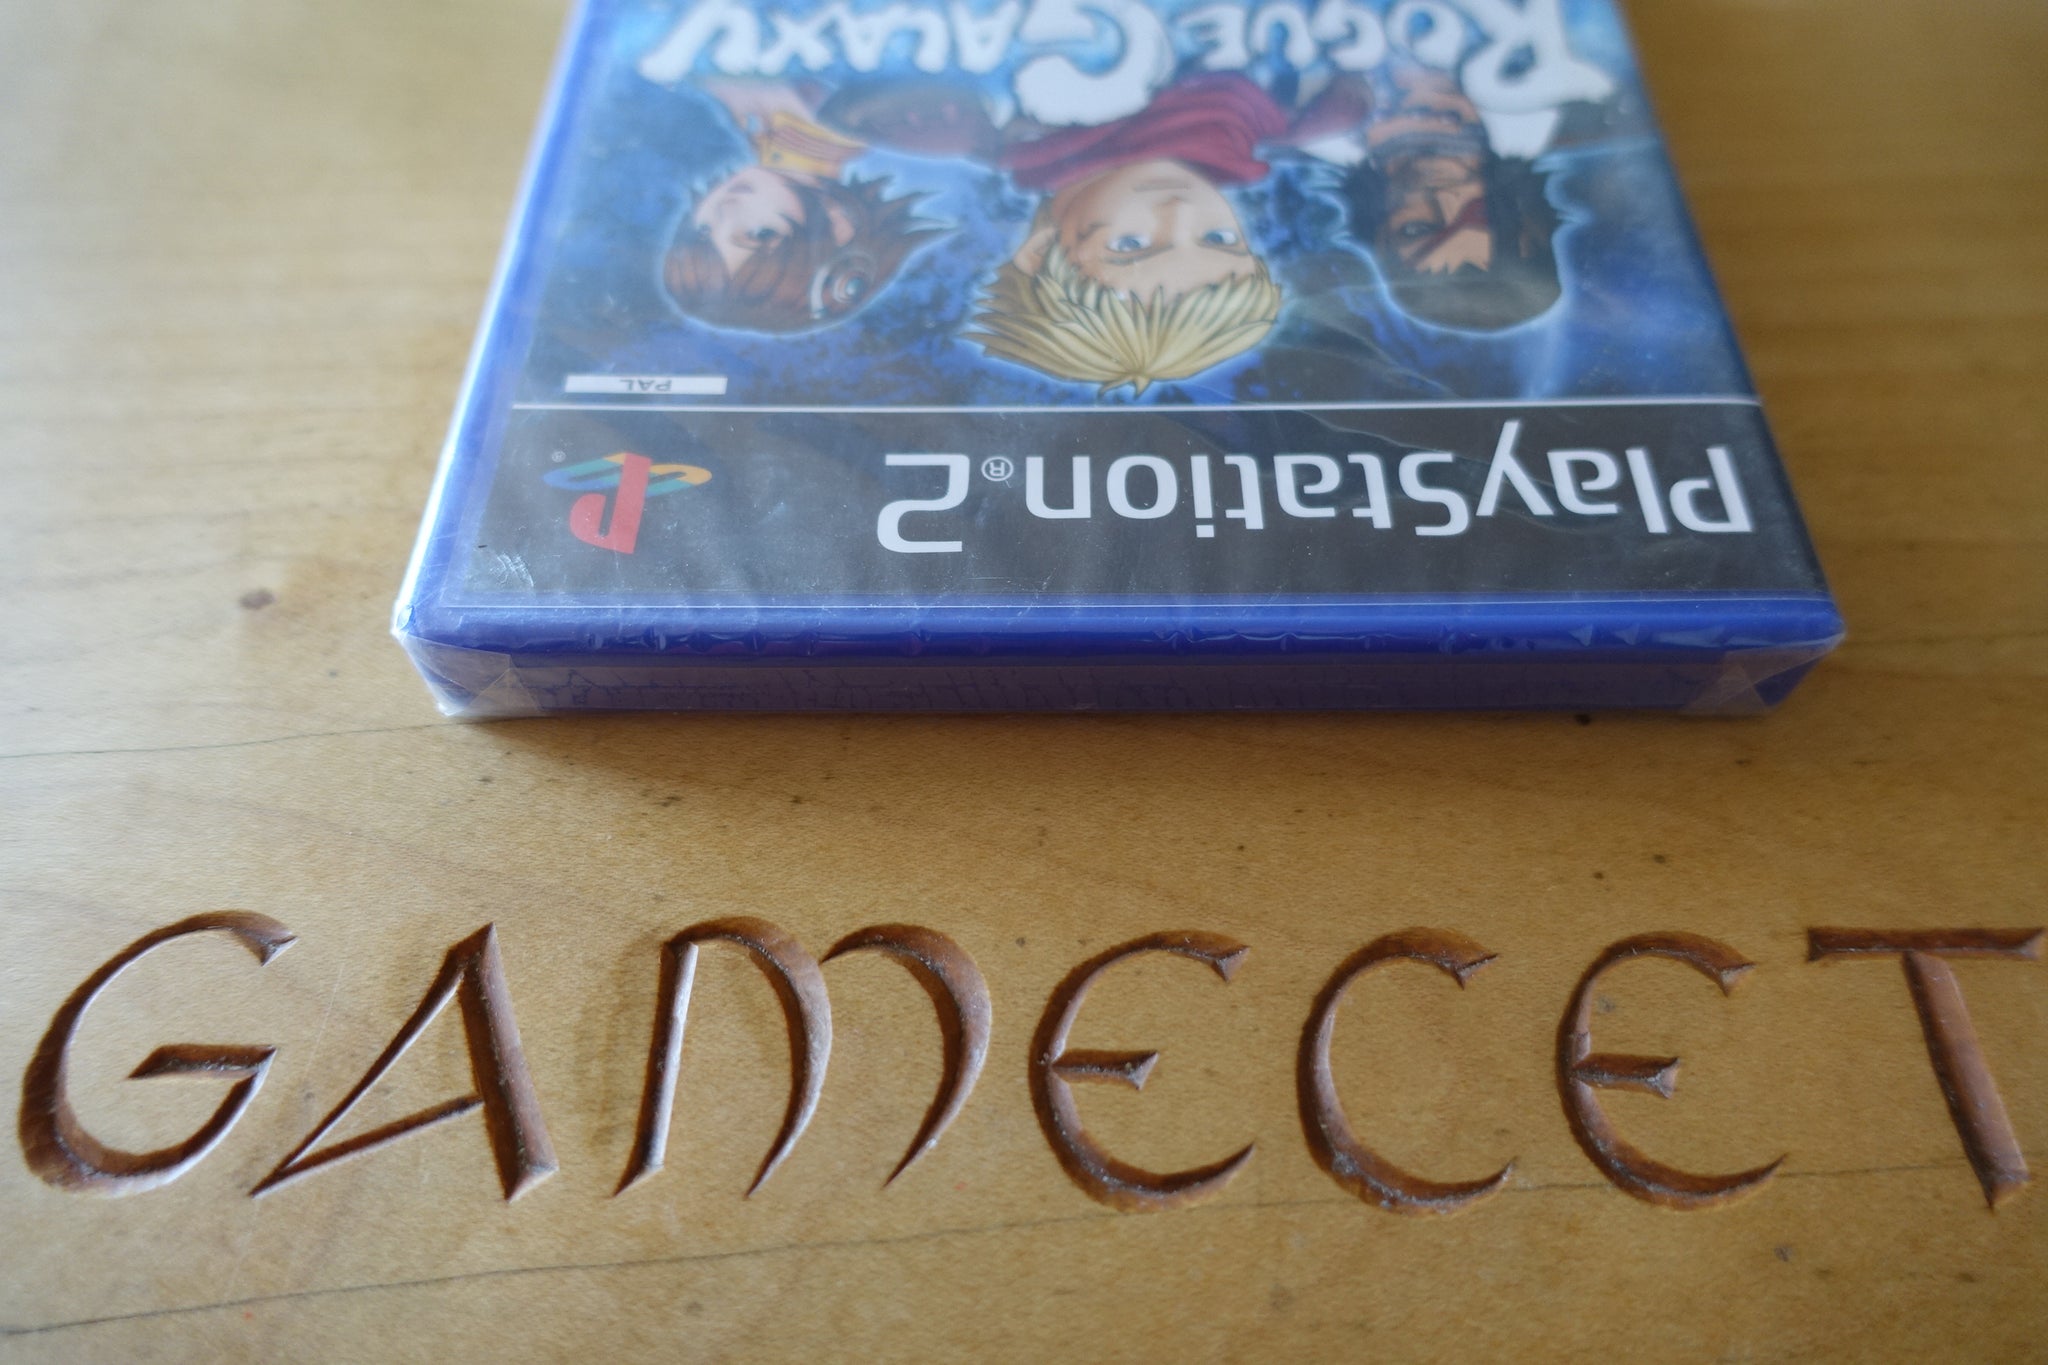 ROGUE GALAXY
PAL
PlayStation®2
GAMECET